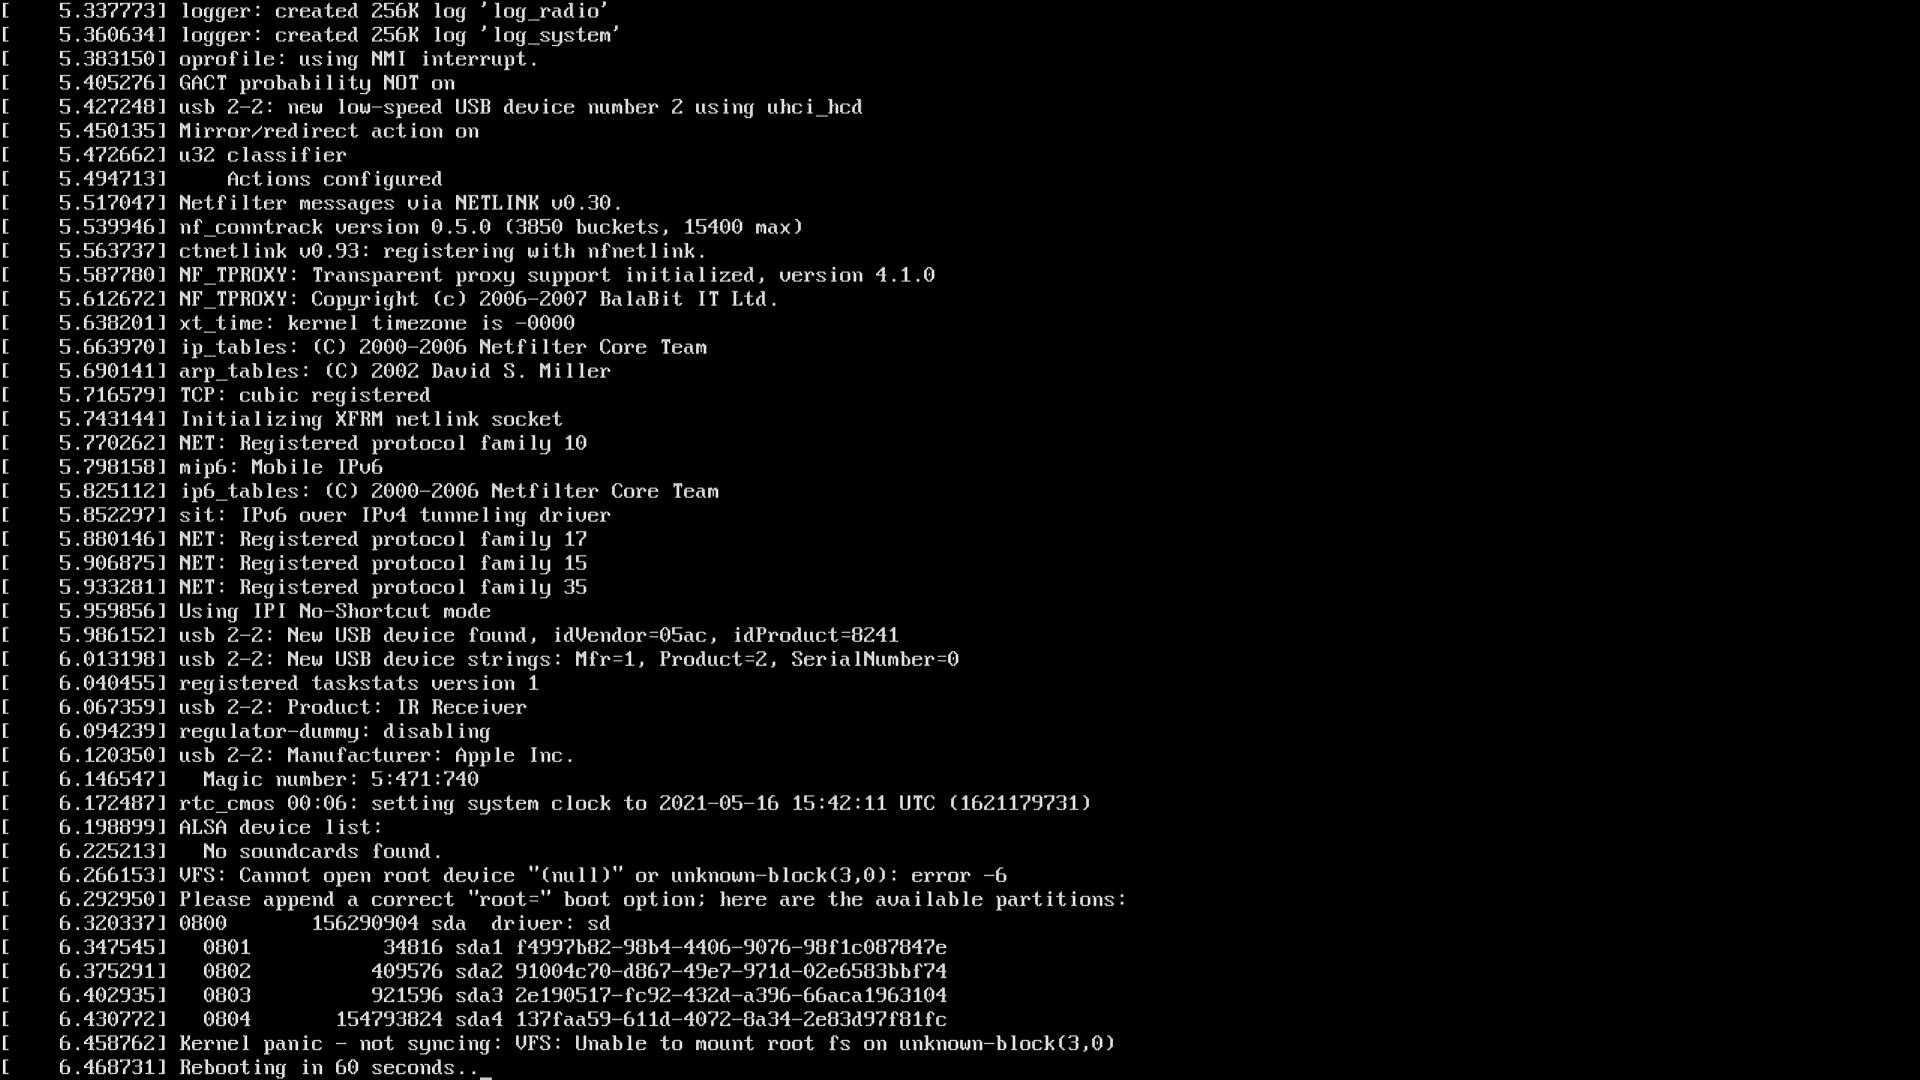 [    5.337773] logger: created 256K log 'log_radio'
[    5.360634] logger: created 256K log 'log_system'
[    5.383150] oprofile: using NMI interrupt.
[    5.405276] GACT probability NOT on
[    5.427248] usb 2-2: new low-speed USB device number 2 using uhci_hcd
[    5.450135] Mirror/redirect action on
[    5.472662] u32 classifier
[    5.494713]     Actions configured
[    5.517047] Netfilter messages via NETLINK v0.30.
[    5.539946] nf_conntrack version 0.5.0 (3850 buckets, 15400 max)
[    5.563737] ctnetlink v0.93: registering with nfnetlink.
[    5.587780] NF_TPROXY: Transparent proxy support initialized, version 4.1.0
[    5.612672] NF_TPROXY: Copyright (c) 2006-2007 BalaBit IT Ltd.
[    5.638201] xt_time: kernel timezone is -0000
[    5.663970] ip_tables: (C) 2000-2006 Netfilter Core Team
[    5.690141] arp_tables: (C) 2002 David S. Miller
[    5.716579] TCP: cubic registered
[    5.743144] Initializing XFRM netlink socket
[    5.770262] NET: Registered protocol family 10
[    5.798158] mip6: Mobile IPv6
[    5.825112] ip6_tables: (C) 2000-2006 Netfilter Core Team
[    5.852297] sit: IPv6 over IPv4 tunneling driver
[    5.880146] NET: Registered protocol family 17
[    5.906875] NET: Registered protocol family 15
[    5.933281] NET: Registered protocol family 35
[    5.959856] Using IPI No-Shortcut mode
[    5.986152] usb 2-2: New USB device found, idVendor=05ac, idProduct=8241
[    6.013198] usb 2-2: New USB device strings: Mfr=1, Product=2, SerialNumber=0
[    6.040455] registered taskstats version 1
[    6.067359] usb 2-2: Product: IR Receiver
[    6.094239] regulator-dummy: disabling
[    6.120350] usb 2-2: Manufacturer: Apple Inc.
[    6.146547]   Magic number: 5:471:740
[    6.172487] rtc_cmos 00:06: setting system clock to 2021-05-16 15:42:11 UTC (1621179731)
[    6.198899] ALSA device list:
[    6.225213]   No soundcards found.
[    6.266153] VFS: Cannot open root device "(null)" or unknown-block(3,0): error -6
[    6.292950] Please append a correct "root=" boot option; here are the available partitions:
[    6.320337] 0800       156290904 sda  driver: sd
[    6.347545]   0801           34816 sda1 f4997b82-98b4-4406-9076-98f1c087847e
[    6.375291]   0802          409576 sda2 91004c70-d867-49e7-971d-02e6583bbf74
[    6.402935]   0803          921596 sda3 2e190517-fc92-432d-a396-66aca1963104
[    6.430772]   0804       154793824 sda4 137faa59-611d-4072-8a34-2e83d97f81fc
[    6.458762] Kernel panic - not syncing: VFS: Unable to mount root fs on unknown-block(3,0)
[    6.468731] Rebooting in 60 seconds.._